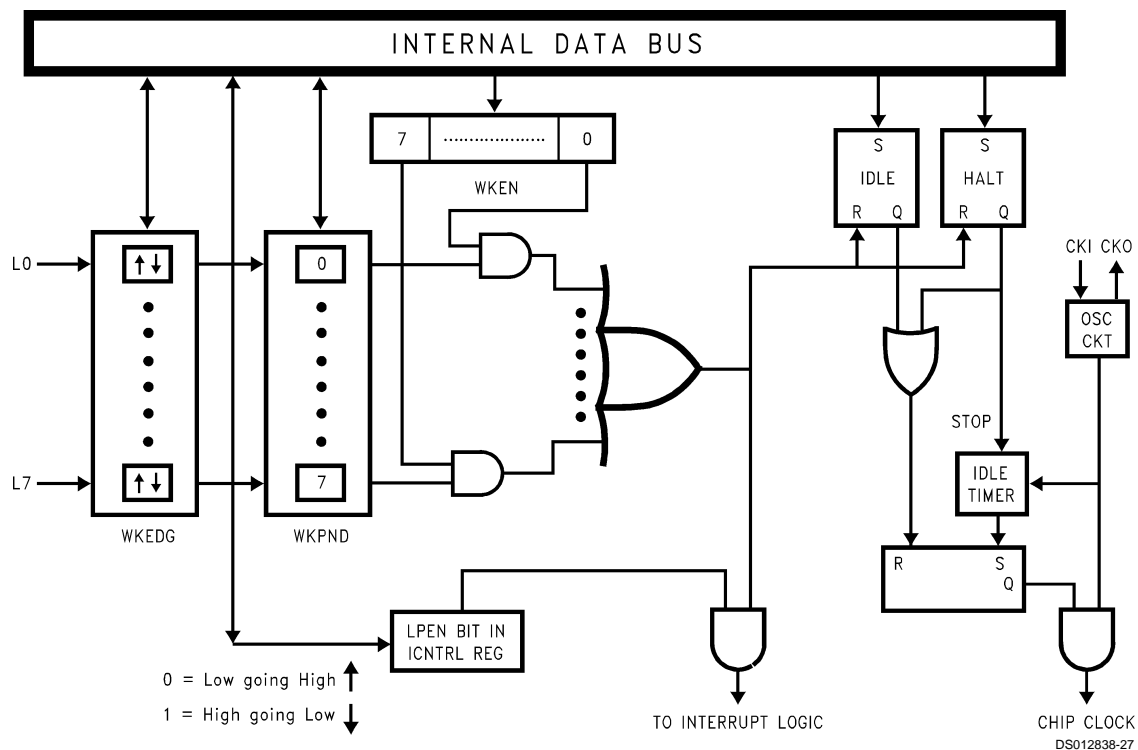 INTERNAL DATA BUS
7 .................... 0
WKEN
S
IDLE
R Q
S
HALT
R Q
CKI CKO
OSC
CKT
L0
0
L7
7
WKEDG
WKPND
STOP
IDLE
TIMER
R S
Q
LPEN BIT IN
ICNTRL REG
0 = Low going High
1 = High going Low
TO INTERRUPT LOGIC
CHIP CLOCK
DS012838-27